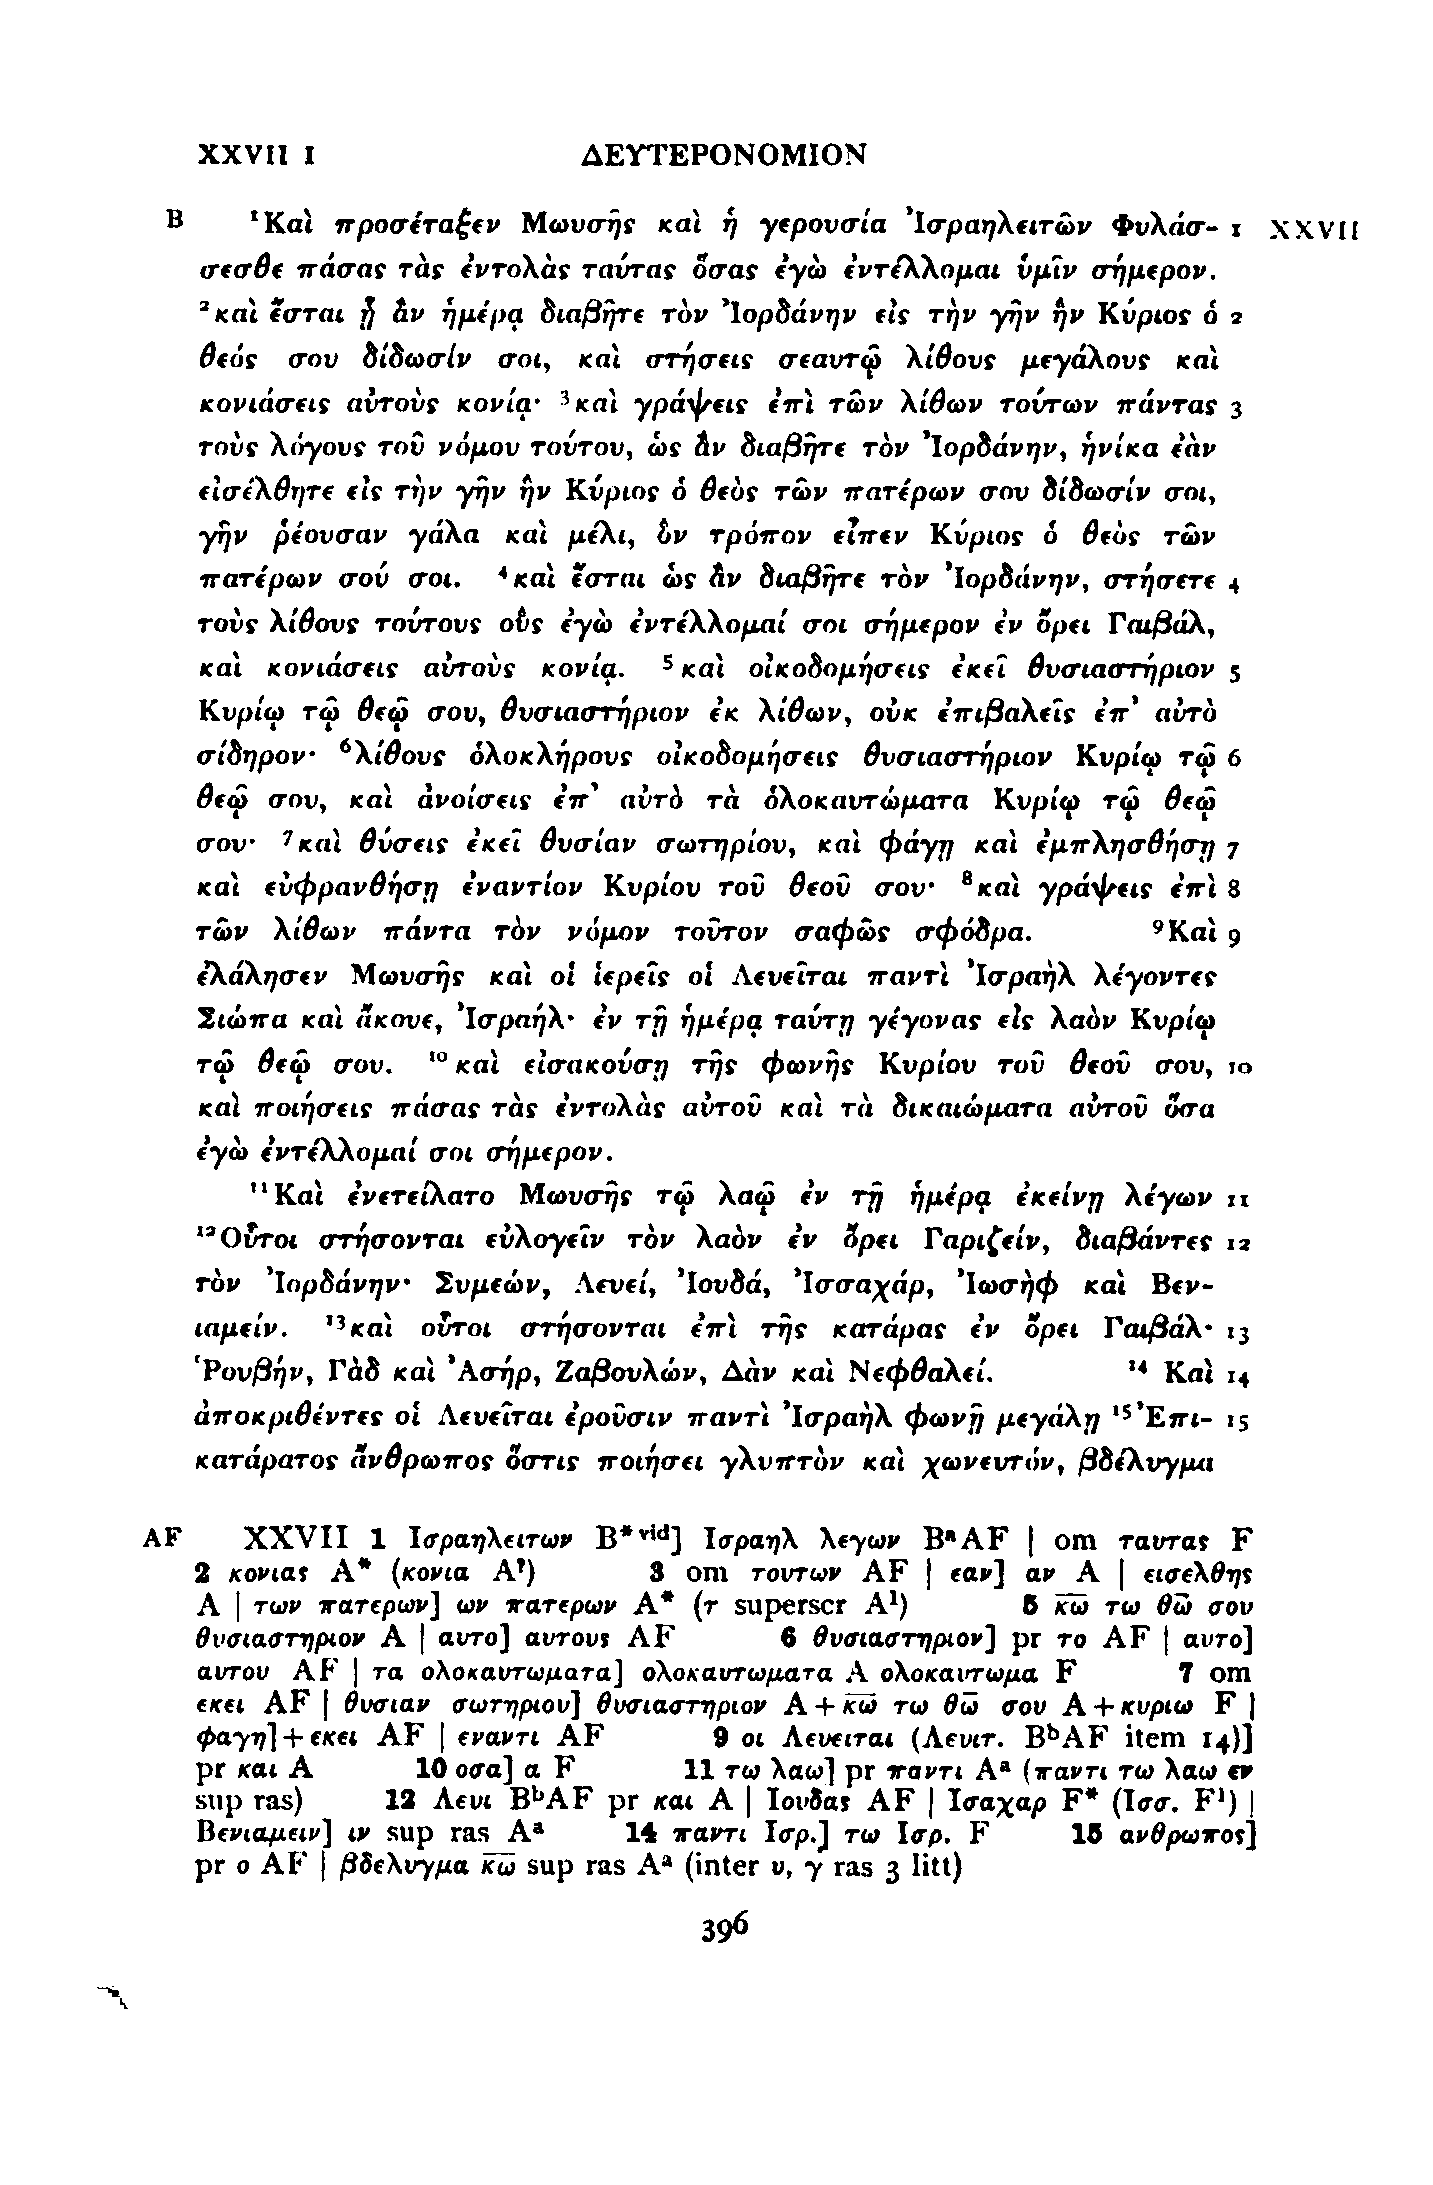 XXVII 1 ΔΕΥΤΕΡΟΝΟΜΙΟΝ
B ¹Καὶ προσέταξεν Μωυσῆς καὶ ἡ γερουσία Ἰσραηλειτῶν Φυλάσ- 1 XXVII
σεσθε πάσας τὰς ἐντολὰς ταύτας ὅσας ἐγὼ ἐντέλλομαι ὑμῖν σήμερον.
²καὶ ἔσται ᾗ ἂν ἡμέρᾳ διαβῆτε τὸν Ἰορδάνην εἰς τὴν γῆν ἣν Κύριος ὁ 2
θεός σου δίδωσίν σοι, καὶ στήσεις σεαυτῷ λίθους μεγάλους καὶ
κονιάσεις αὐτοὺς κονίᾳ· ³καὶ γράψεις ἐπὶ τῶν λίθων τούτων πάντας 3
τοὺς λόγους τοῦ νόμου τούτου, ὡς ἂν διαβῆτε τὸν Ἰορδάνην, ἡνίκα ἐὰν
εἰσέλθητε εἰς τὴν γῆν ἣν Κύριος ὁ θεὸς τῶν πατέρων σου δίδωσίν σοι,
γῆν ῥέουσαν γάλα καὶ μέλι, ὃν τρόπον εἶπεν Κύριος ὁ θεὸς τῶν
πατέρων σού σοι. ⁴καὶ ἔσται ὡς ἂν διαβῆτε τὸν Ἰορδάνην, στήσετε 4
τοὺς λίθους τούτους οὓς ἐγὼ ἐντέλλομαί σοι σήμερον ἐν ὄρει Γαιβάλ,
καὶ κονιάσεις αὐτοὺς κονίᾳ. ⁵καὶ οἰκοδομήσεις ἐκεῖ θυσιαστήριον 5
Κυρίῳ τῷ θεῷ σου, θυσιαστήριον ἐκ λίθων, οὐκ ἐπιβαλεῖς ἐπ᾽ αὐτὸ
σίδηρον· ⁶λίθους ὁλοκλήρους οἰκοδομήσεις θυσιαστήριον Κυρίῳ τῷ 6
θεῷ σου, καὶ ἀνοίσεις ἐπ᾽ αὐτὸ τὰ ὁλοκαυτώματα Κυρίῳ τῷ θεῷ
σου· ⁷καὶ θύσεις ἐκεῖ θυσίαν σωτηρίου, καὶ φάγῃ καὶ ἐμπλησθήσῃ 7
καὶ εὐφρανθήσῃ ἐναντίον Κυρίου τοῦ θεοῦ σου· ⁸καὶ γράψεις ἐπὶ 8
τῶν λίθων πάντα τὸν νόμον τοῦτον σαφῶς σφόδρα. ⁹Καὶ 9
ἐλάλησεν Μωυσῆς καὶ οἱ ἱερεῖς οἱ Λευεῖται παντὶ Ἰσραὴλ λέγοντες
Σιώπα καὶ ἄκουε, Ἰσραήλ· ἐν τῇ ἡμέρᾳ ταύτῃ γέγονας εἰς λαὸν Κυρίῳ
τῷ θεῷ σου. ¹⁰καὶ εἰσακούσῃ τῆς φωνῆς Κυρίου τοῦ θεοῦ σου, 10
καὶ ποιήσεις πάσας τὰς ἐντολὰς αὐτοῦ καὶ τὰ δικαιώματα αὐτοῦ ὅσα
ἐγὼ ἐντέλλομαί σοι σήμερον.
¹¹Καὶ ἐνετείλατο Μωυσῆς τῷ λαῷ ἐν τῇ ἡμέρᾳ ἐκείνῃ λέγων 11
¹²Οὗτοι στήσονται εὐλογεῖν τὸν λαὸν ἐν ὄρει Γαριζείν, διαβάντες 12
τὸν Ἰορδάνην· Συμεών, Λευεί, Ἰουδά, Ἰσσαχάρ, Ἰωσὴφ καὶ Βεν-
ιαμείν. ¹³καὶ οὗτοι στήσονται ἐπὶ τῆς κατάρας ἐν ὄρει Γαιβάλ· 13
Ῥουβήν, Γὰδ καὶ Ἀσήρ, Ζαβουλών, Δὰν καὶ Νεφθαλεί. ¹⁴ Καὶ 14
ἀποκριθέντες οἱ Λευεῖται ἐροῦσιν παντὶ Ἰσραὴλ φωνῇ μεγάλῃ ¹⁵Ἐπι- 15
κατάρατος ἄνθρωπος ὅστις ποιήσει γλυπτὸν καὶ χωνευτόν, βδέλυγμα
AF XXVII 1 Ισραηλειτων B*ᵛⁱᵈ] Ισραηλ λεγων BᵃAF | om ταυτας F
2 κονιας A* (κονια A?) 3 om τουτων AF | εαν] αν A | εισελθης
A | των πατερων] ων πατερων A* (τ superscr A¹) 5 κω̅ τω θω̅ σου
θυσιαστηριον A | αυτο] αυτους AF 6 θυσιαστηριον] pr το AF | αυτο]
αυτου AF | τα ολοκαυτωματα] ολοκαυτωματα A ολοκαυτωμα F 7 om
εκει AF | θυσιαν σωτηριου] θυσιαστηριον A + κω̅ τω θω̅ σου A + κυριω F |
φαγη] + εκει AF | εναντι AF 9 οι Λευειται (Λευιτ. BᵇAF item 14)]
pr και A 10 οσα] α F 11 τω λαω] pr παντι Aᵃ (παντι τω λαω εν
sup ras) 12 Λευι BᵇAF pr και A | Ιουδας AF | Ισαχαρ F* (Ισσ. F¹) |
Βενιαμειν] ιν sup ras Aᵃ 14 παντι Ισρ.] τω Ισρ. F 15 ανθρωπος]
pr ο AF | βδελυγμα κω̅ sup ras Aᵃ (inter υ, γ ras 3 litt)
396